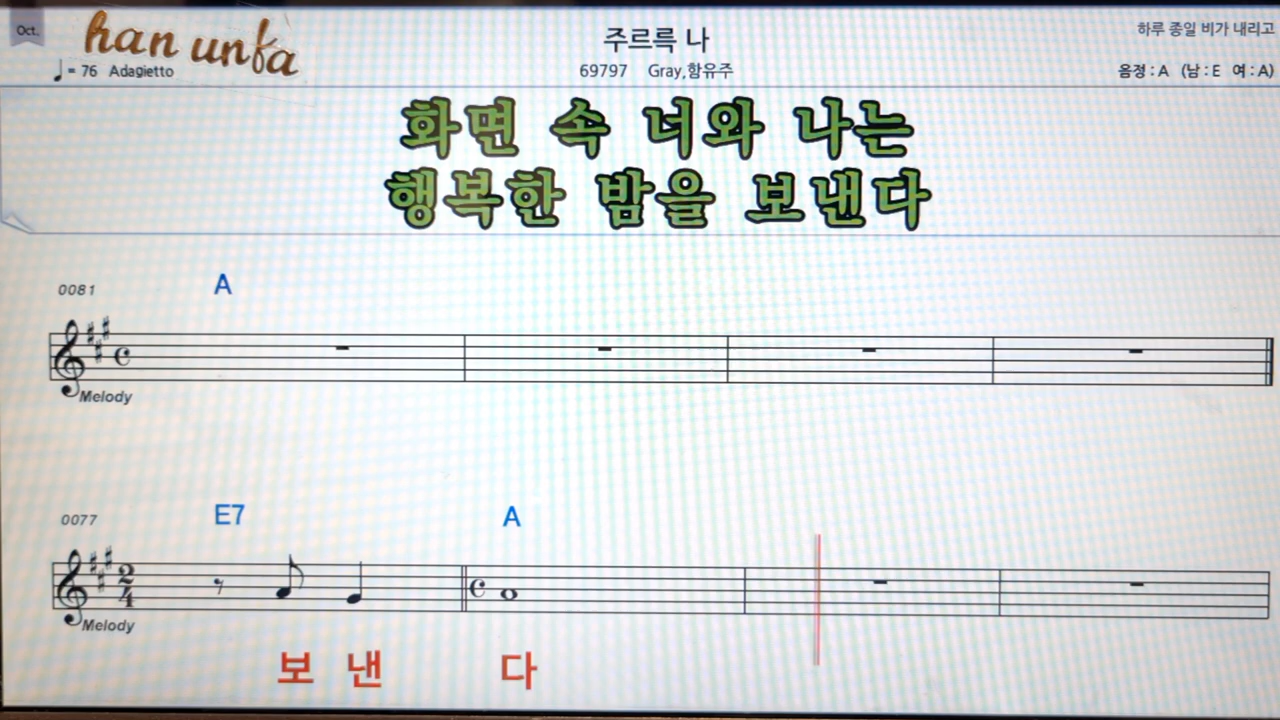 Oct.
han unfa
주르륵 나
하루 종일 비가 내리고
♩ = 76 Adagietto
69797 Gray,함유주
음정 : A (남 : E 여 : A)
화면 속 너와 나는
행복한 밤을 보낸다
0081
A
Melody
0077
E7 A
2/4
Melody
보 낸 다